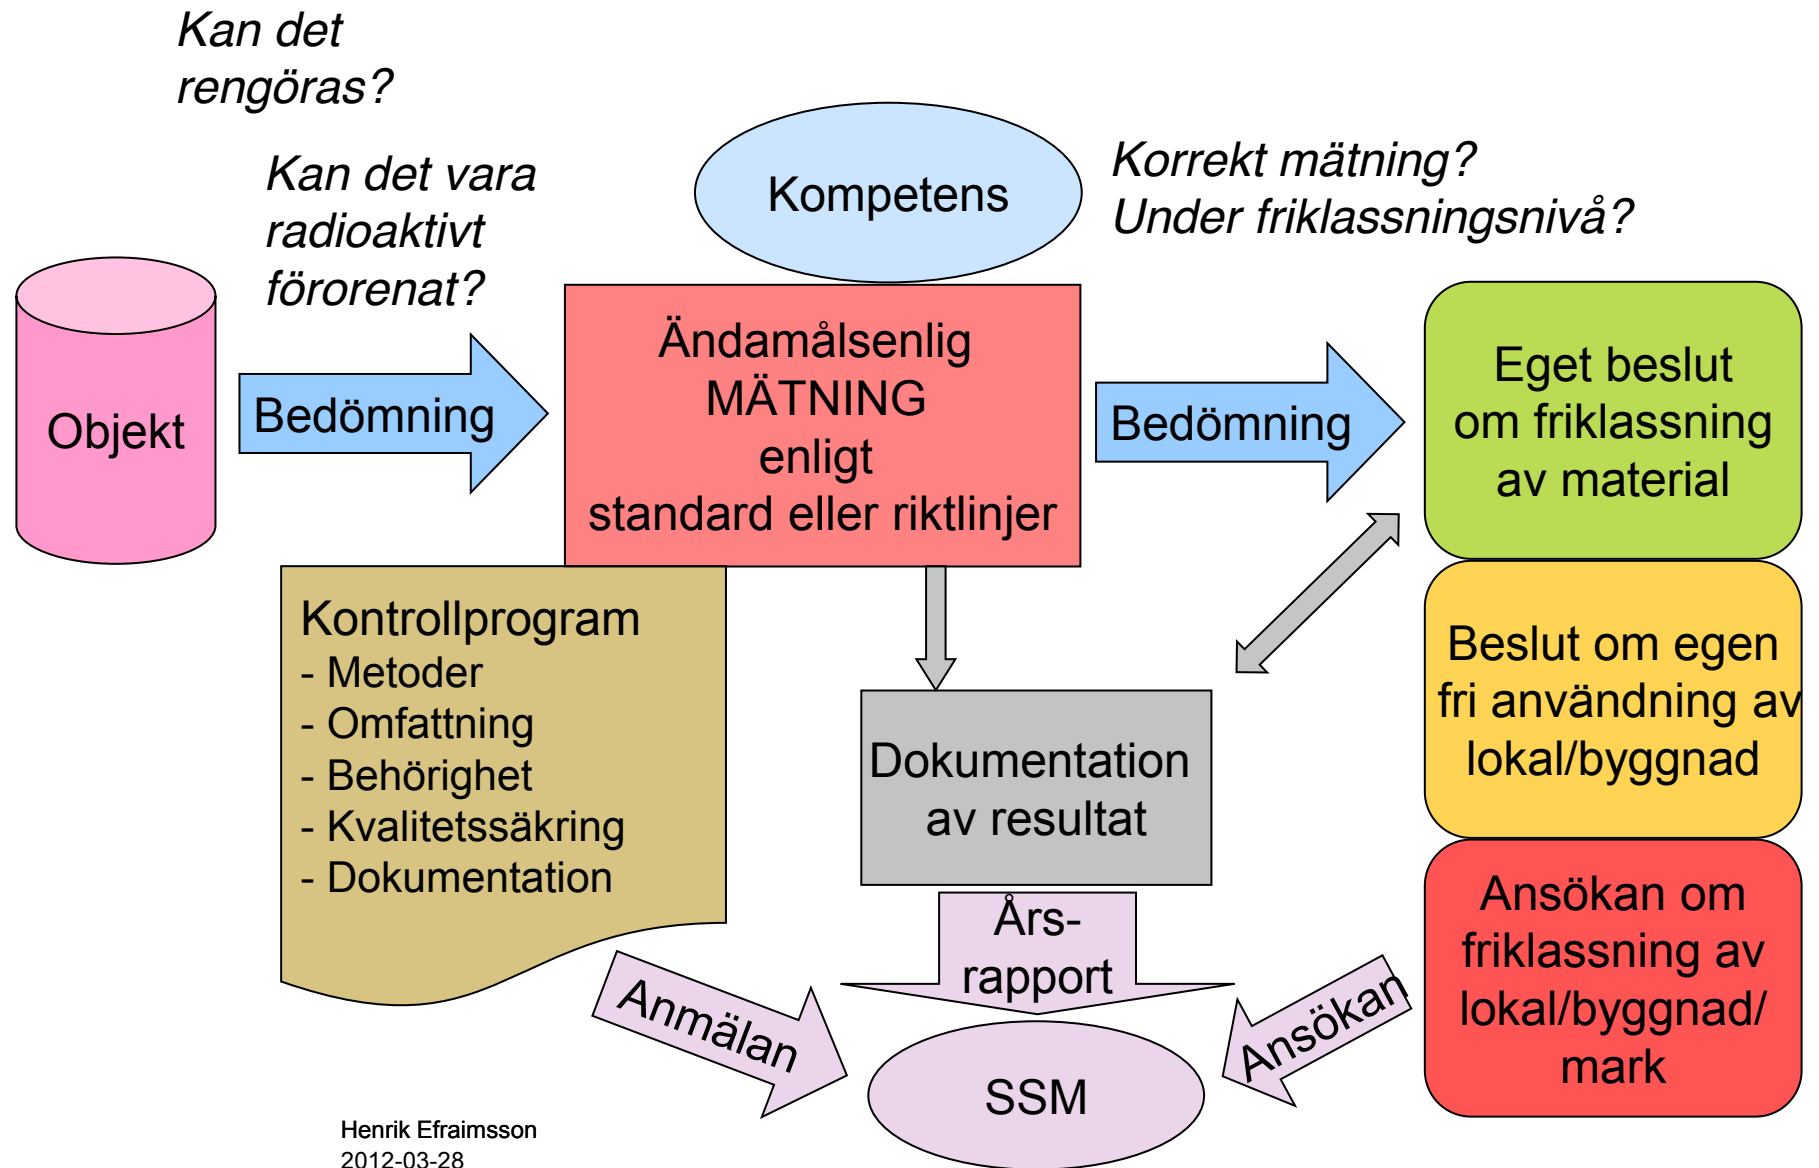 Kan det
rengöras?
Kan det vara
radioaktivt
förorenat?
Kompetens
Korrekt mätning?
Under friklassningsnivå?
Objekt
Bedömning
Ändamålsenlig
MÄTNING
enligt
standard eller riktlinjer
Bedömning
Eget beslut
om friklassning
av material
Kontrollprogram
- Metoder
- Omfattning
- Behörighet
- Kvalitetssäkring
- Dokumentation
Dokumentation
av resultat
Beslut om egen
fri användning av
lokal/byggnad
Ansökan om
friklassning av
lokal/byggnad/
mark
Anmälan
Års-
rapport
Ansökan
SSM
Henrik Efraimsson
2012-03-28